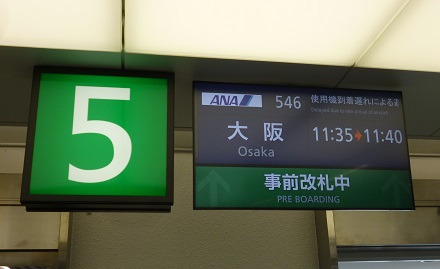 5
ANA 546 使用機到着遅れによる
大阪 11:35→11:40
Osaka
事前改札中
PRE BOARDING